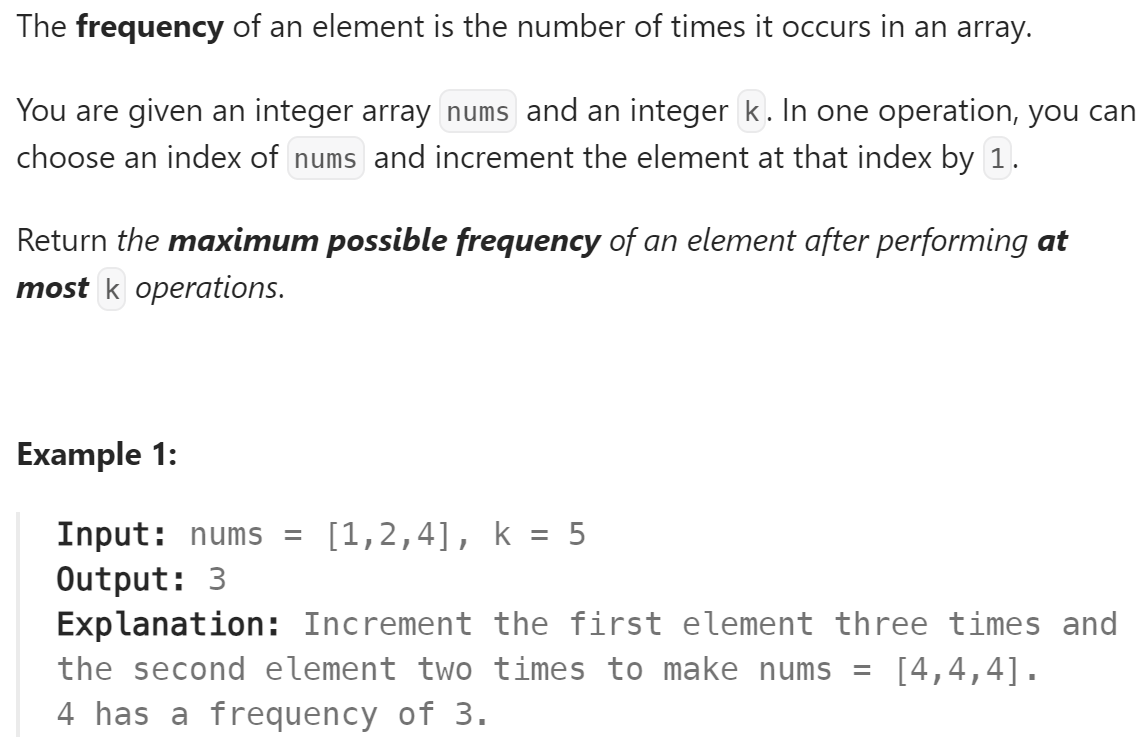 The frequency of an element is the number of times it occurs in an array.
You are given an integer array nums and an integer k. In one operation, you can
choose an index of nums and increment the element at that index by 1.
Return the maximum possible frequency of an element after performing at
most k operations.
Example 1:
Input: nums = [1,2,4], k = 5
Output: 3
Explanation: Increment the first element three times and
the second element two times to make nums = [4,4,4].
4 has a frequency of 3.